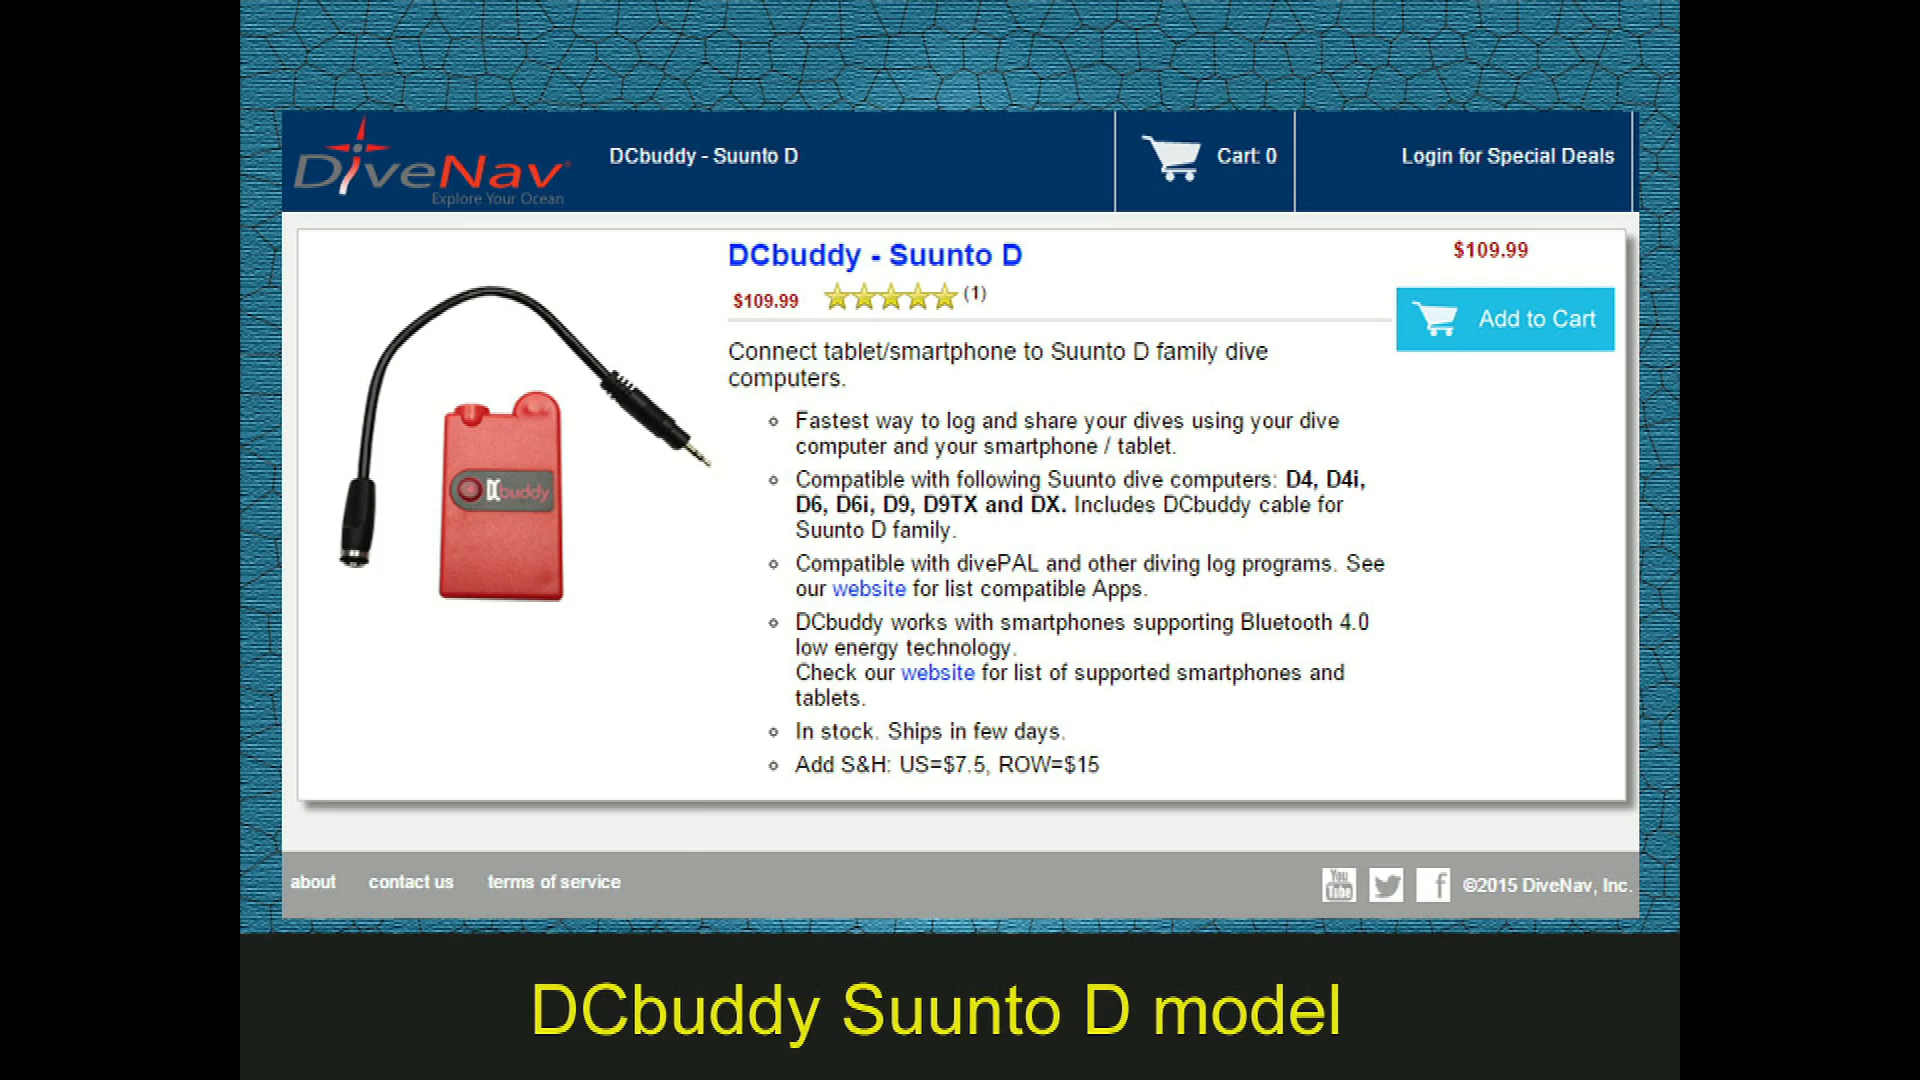 DiveNav
Explore Your Ocean
DCbuddy - Suunto D
Cart: 0
Login for Special Deals
DCbuddy - Suunto D
$109.99
(1)
$109.99
Add to Cart
Connect tablet/smartphone to Suunto D family dive
computers.
Fastest way to log and share your dives using your dive
computer and your smartphone / tablet.
Compatible with following Suunto dive computers: D4, D4i,
D6, D6i, D9, D9TX and DX. Includes DCbuddy cable for
Suunto D family.
Compatible with divePAL and other diving log programs. See
our website for list compatible Apps.
DCbuddy works with smartphones supporting Bluetooth 4.0
low energy technology.
Check our website for list of supported smartphones and
tablets.
In stock. Ships in few days.
Add S&H: US=$7.5, ROW=$15
DCbuddy
about
contact us
terms of service
You
Tube
f
©2015 DiveNav, Inc.
DCbuddy Suunto D model